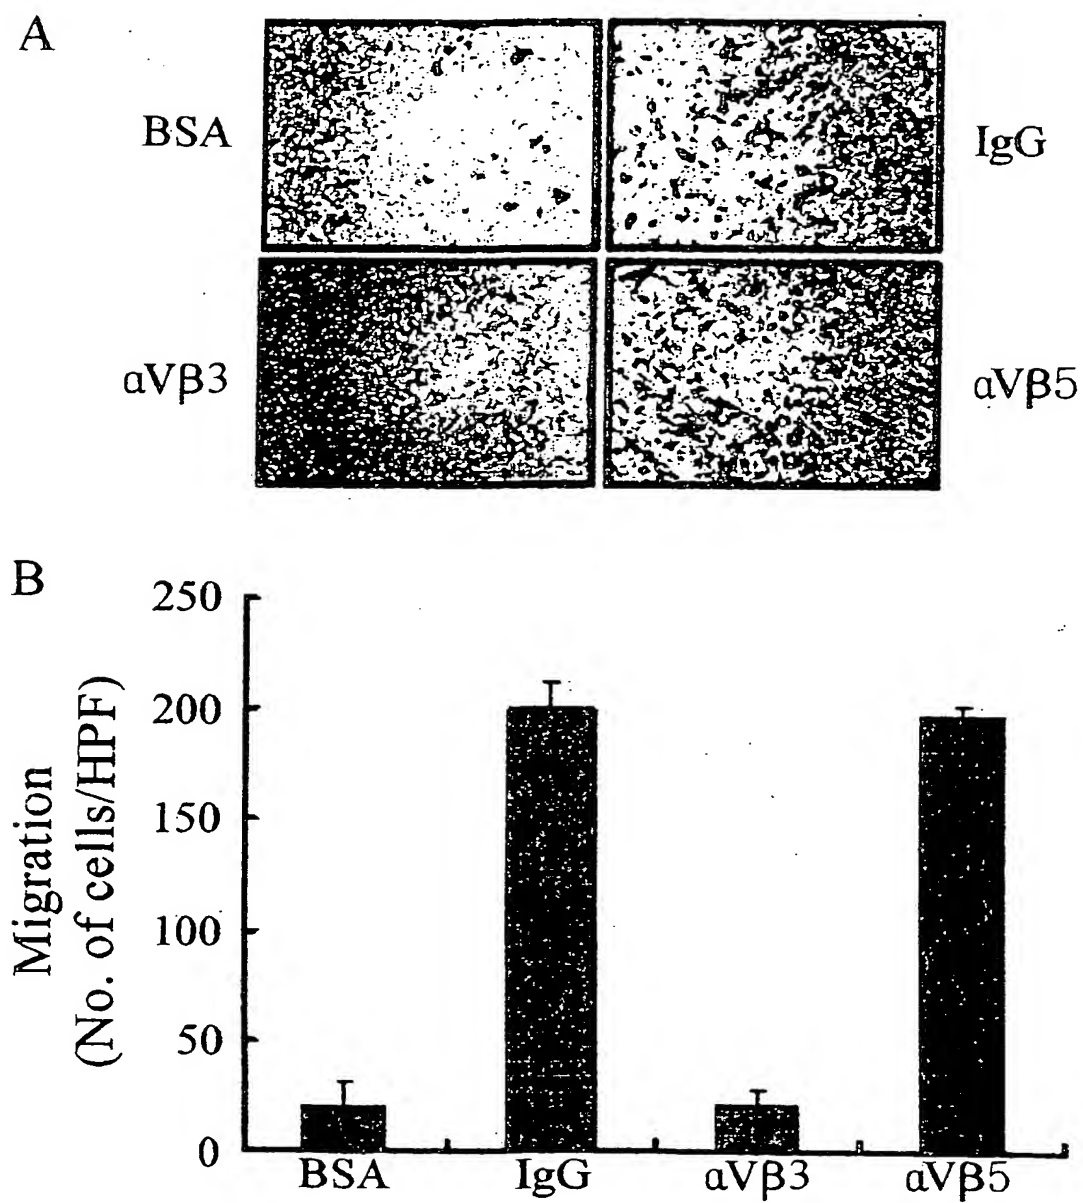 A
BSA
IgG
αVβ3
αVβ5
B
250
200
150
100
50
0
Migration
(No. of cells/HPF)
BSA IgG αVβ3 αVβ5